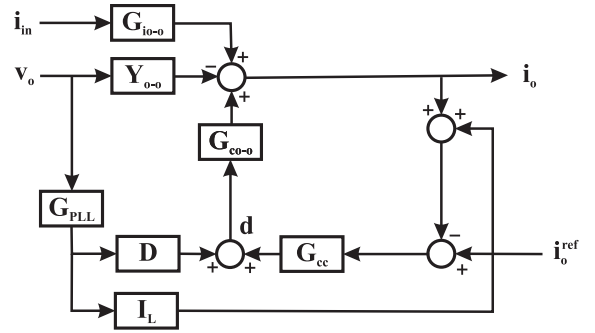 i_in G_io-o +
v_o Y_o-o − + i_o
+ +
G_co-o
G_PLL
d −
D G_cc i_o^ref
+ + +
I_L